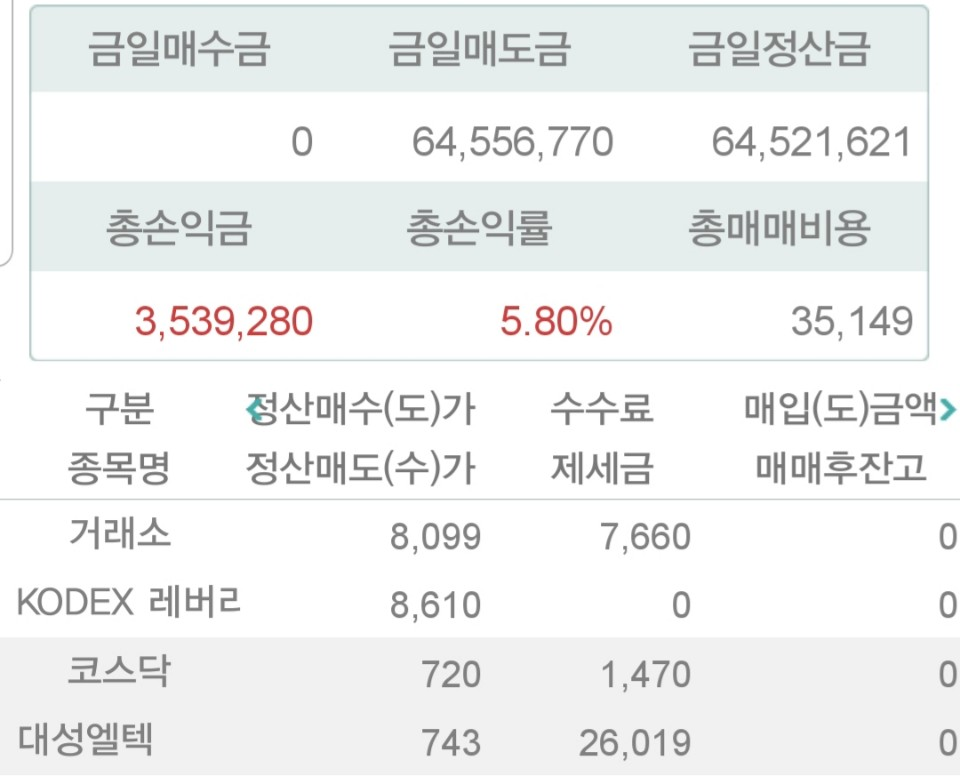 금일매수금 금일매도금 금일정산금
0 64,556,770 64,521,621
총손익금 총손익률 총매매비용
3,539,280 5.80% 35,149
구분 정산매수(도)가 수수료 매입(도)금액
종목명 정산매도(수)가 제세금 매매후잔고
거래소 8,099 7,660 0
KODEX 레버리 8,610 0 0
코스닥 720 1,470 0
대성엘텍 743 26,019 0